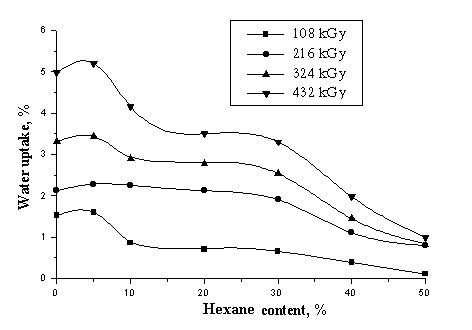 108 kGy
216 kGy
324 kGy
432 kGy
Water uptake, %
6
5
4
3
2
1
0
0 10 20 30 40 50
Hexane content, %